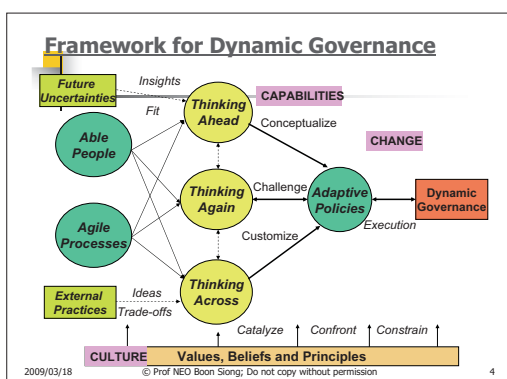 Framework for Dynamic Governance
Future
Uncertainties
Insights
Fit
Thinking
Ahead
CAPABILITIES
Conceptualize
CHANGE
Able
People
Thinking
Again
Challenge
Adaptive
Policies
Dynamic
Governance
Execution
Agile
Processes
Customize
External
Practices
Ideas
Trade-offs
Thinking
Across
Catalyze Confront Constrain
CULTURE Values, Beliefs and Principles
2009/03/18 © Prof NEO Boon Siong; Do not copy without permission 4